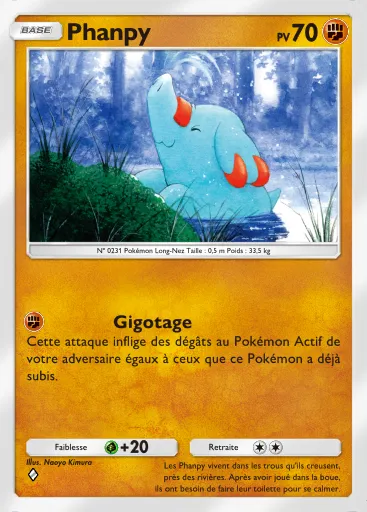 BASE
Phanpy
PV 70
N° 0231 Pokémon Long-Nez Taille : 0,5 m Poids : 33,5 kg
Gigotage
Cette attaque inflige des dégâts au Pokémon Actif de
votre adversaire égaux à ceux que ce Pokémon a déjà
subis.
Faiblesse +20 Retraite
Illus. Naoyo Kimura
Les Phanpy vivent dans les trous qu'ils creusent,
près des rivières. Après avoir joué dans la boue,
ils ont besoin de faire leur toilette pour se calmer.